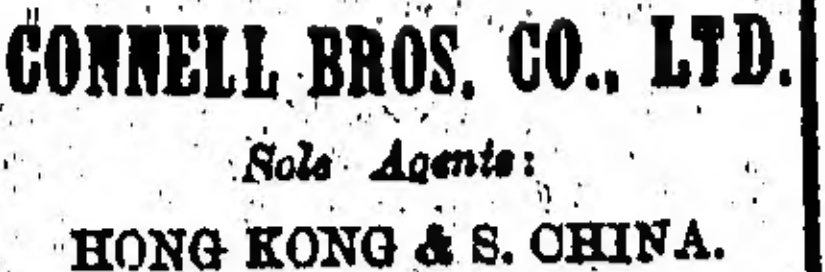 CONNELL BROS. CO., LTD.
Sole Agents:
HONG KONG & S. CHINA.